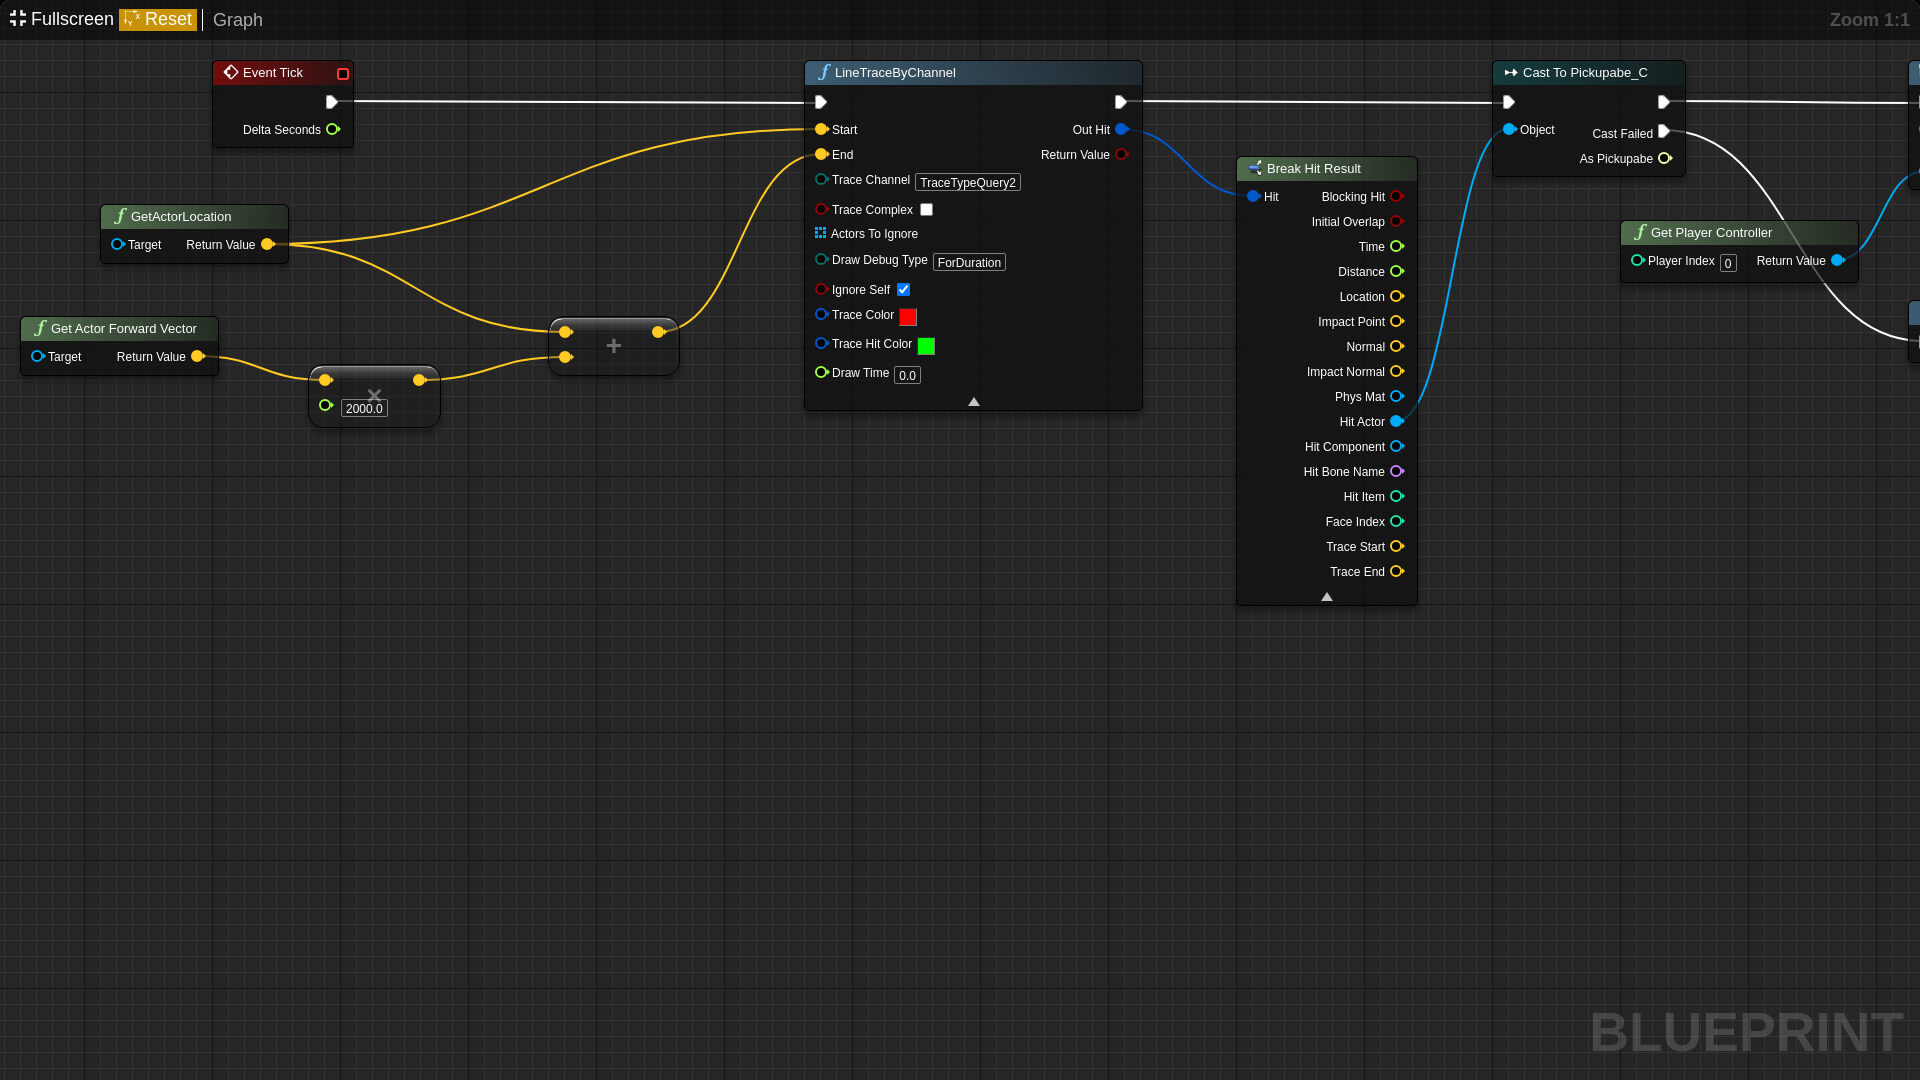 Fullscreen Reset Graph
Zoom 1:1
Event Tick
Delta Seconds
GetActorLocation
Target Return Value
Get Actor Forward Vector
Target Return Value
2000.0
+
LineTraceByChannel
Start Out Hit
End Return Value
Trace Channel TraceTypeQuery2
Trace Complex
Actors To Ignore
Draw Debug Type ForDuration
Ignore Self
Trace Color
Trace Hit Color
Draw Time 0.0
Break Hit Result
Hit Blocking Hit
Initial Overlap
Time
Distance
Location
Impact Point
Normal
Impact Normal
Phys Mat
Hit Actor
Hit Component
Hit Bone Name
Hit Item
Face Index
Trace Start
Trace End
Cast To Pickupabe_C
Object Cast Failed
As Pickupabe
Get Player Controller
Player Index 0 Return Value
BLUEPRINT